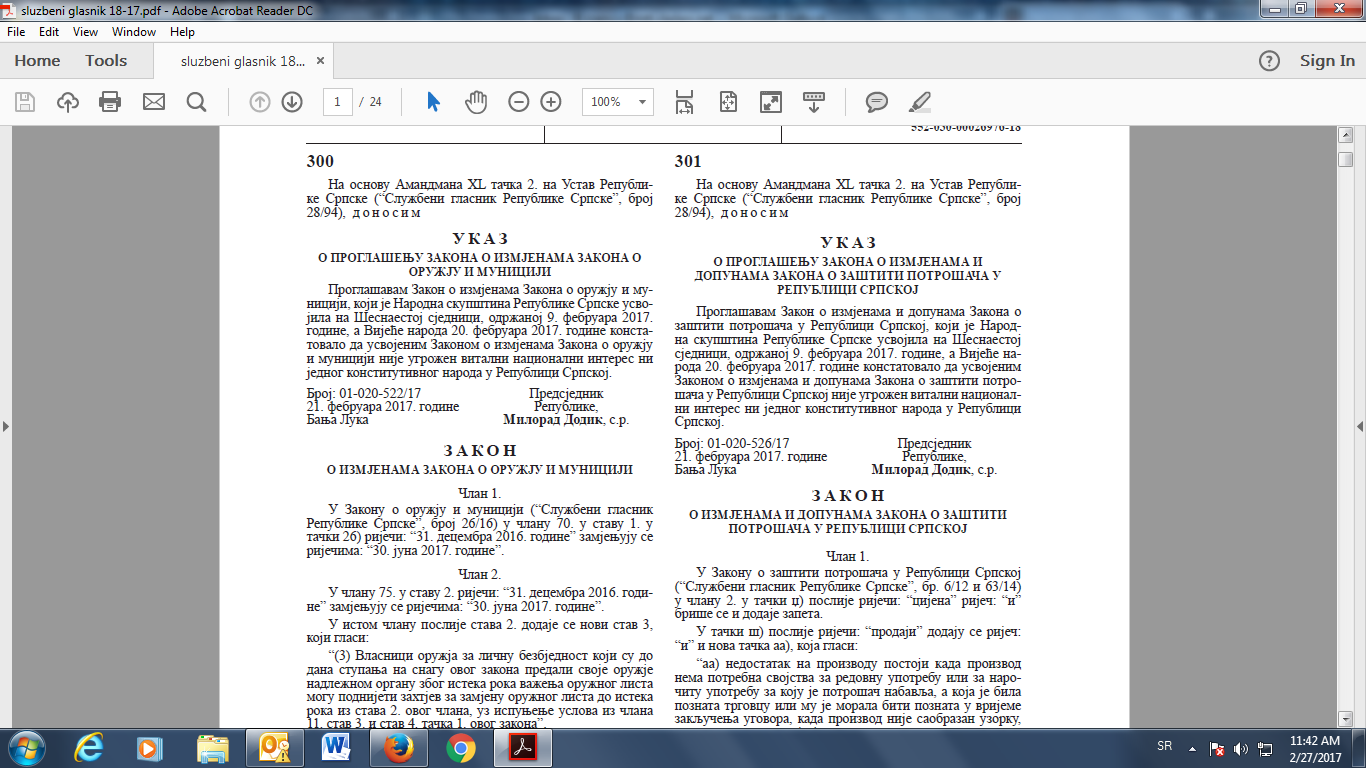 sluzbeni glasnik 18-17.pdf - Adobe Acrobat Reader DC
File Edit View Window Help
Home Tools sluzbeni glasnik 18... × ? Sign In
1 / 24 100%
552-030-00026976-18
300
На основу Амандмана XL тачка 2. на Устав Републи-
ке Српске (“Службени гласник Републике Српске”, број
28/94), д о н о с и м
У К А З
О ПРОГЛАШЕЊУ ЗАКОНА О ИЗМЈЕНАМА ЗАКОНА О
ОРУЖЈУ И МУНИЦИЈИ
Проглашавам Закон о измјенама Закона о оружју и му-
ницији, који је Народна скупштина Републике Српске усво-
јила на Шеснаестој сједници, одржаној 9. фебруара 2017.
године, а Вијеће народа 20. фебруара 2017. године конста-
товало да усвојеним Законом о измјенама Закона о оружју
и муницији није угрожен витални национални интерес ни
једног конститутивног народа у Републици Српској.
Број: 01-020-522/17 Предсједник
21. фебруара 2017. године Републике,
Бања Лука Милорад Додик, с.р.
З А К О Н
О ИЗМЈЕНАМА ЗАКОНА О ОРУЖЈУ И МУНИЦИЈИ
Члан 1.
У Закону о оружју и муницији (“Службени гласник
Републике Српске”, број 26/16) у члану 70. у ставу 1. у
тачки 26) ријечи: “31. децембра 2016. године” замјењују се
ријечима: “30. јуна 2017. године”.
Члан 2.
У члану 75. у ставу 2. ријечи: “31. децембра 2016. годи-
не” замјењују се ријечима: “30. јуна 2017. године”.
У истом члану послије става 2. додаје се нови став 3,
који гласи:
“(3) Власници оружја за личну безбједност који су до
дана ступања на снагу овог закона предали своје оружје
надлежном органу због истека рока важења оружног листа
могу поднијети захтјев за замјену оружног листа до истека
рока из става 2. овог члана, уз испуњење услова из члана
11. став 3. и став 4. тачка 1. овог закона”.
301
На основу Амандмана XL тачка 2. на Устав Републи-
ке Српске (“Службени гласник Републике Српске”, број
28/94), д о н о с и м
У К А З
О ПРОГЛАШЕЊУ ЗАКОНА О ИЗМЈЕНАМА И
ДОПУНАМА ЗАКОНА О ЗАШТИТИ ПОТРОШАЧА У
РЕПУБЛИЦИ СРПСКОЈ
Проглашавам Закон о измјенама и допунама Закона о
заштити потрошача у Републици Српској, који је Народ-
на скупштина Републике Српске усвојила на Шеснаестој
сједници, одржаној 9. фебруара 2017. године, а Вијеће на-
рода 20. фебруара 2017. године констатовало да усвојеним
Законом о измјенама и допунама Закона о заштити потро-
шача у Републици Српској није угрожен витални национал-
ни интерес ни једног конститутивног народа у Републици
Српској.
Број: 01-020-526/17 Предсједник
21. фебруара 2017. године Републике,
Бања Лука Милорад Додик, с.р.
З А К О Н
О ИЗМЈЕНАМА И ДОПУНАМА ЗАКОНА О ЗАШТИТИ
ПОТРОШАЧА У РЕПУБЛИЦИ СРПСКОЈ
Члан 1.
У Закону о заштити потрошача у Републици Српској
(“Службени гласник Републике Српске”, бр. 6/12 и 63/14)
у члану 2. у тачки џ) послије ријечи: “цијена” ријеч: “и”
брише се и додаје запета.
У тачки ш) послије ријечи: “продаји” додају се ријеч:
“и” и нова тачка аа), која гласи:
“аа) недостатак на производу постоји када производ
нема потребна својства за редовну употребу или за наро-
читу употребу за коју је потрошач набавља, а која је била
позната трговцу или му је морала бити позната у вријеме
закључења уговора, када производ није саобразан узорку,
SR 11:42 AM
2/27/2017